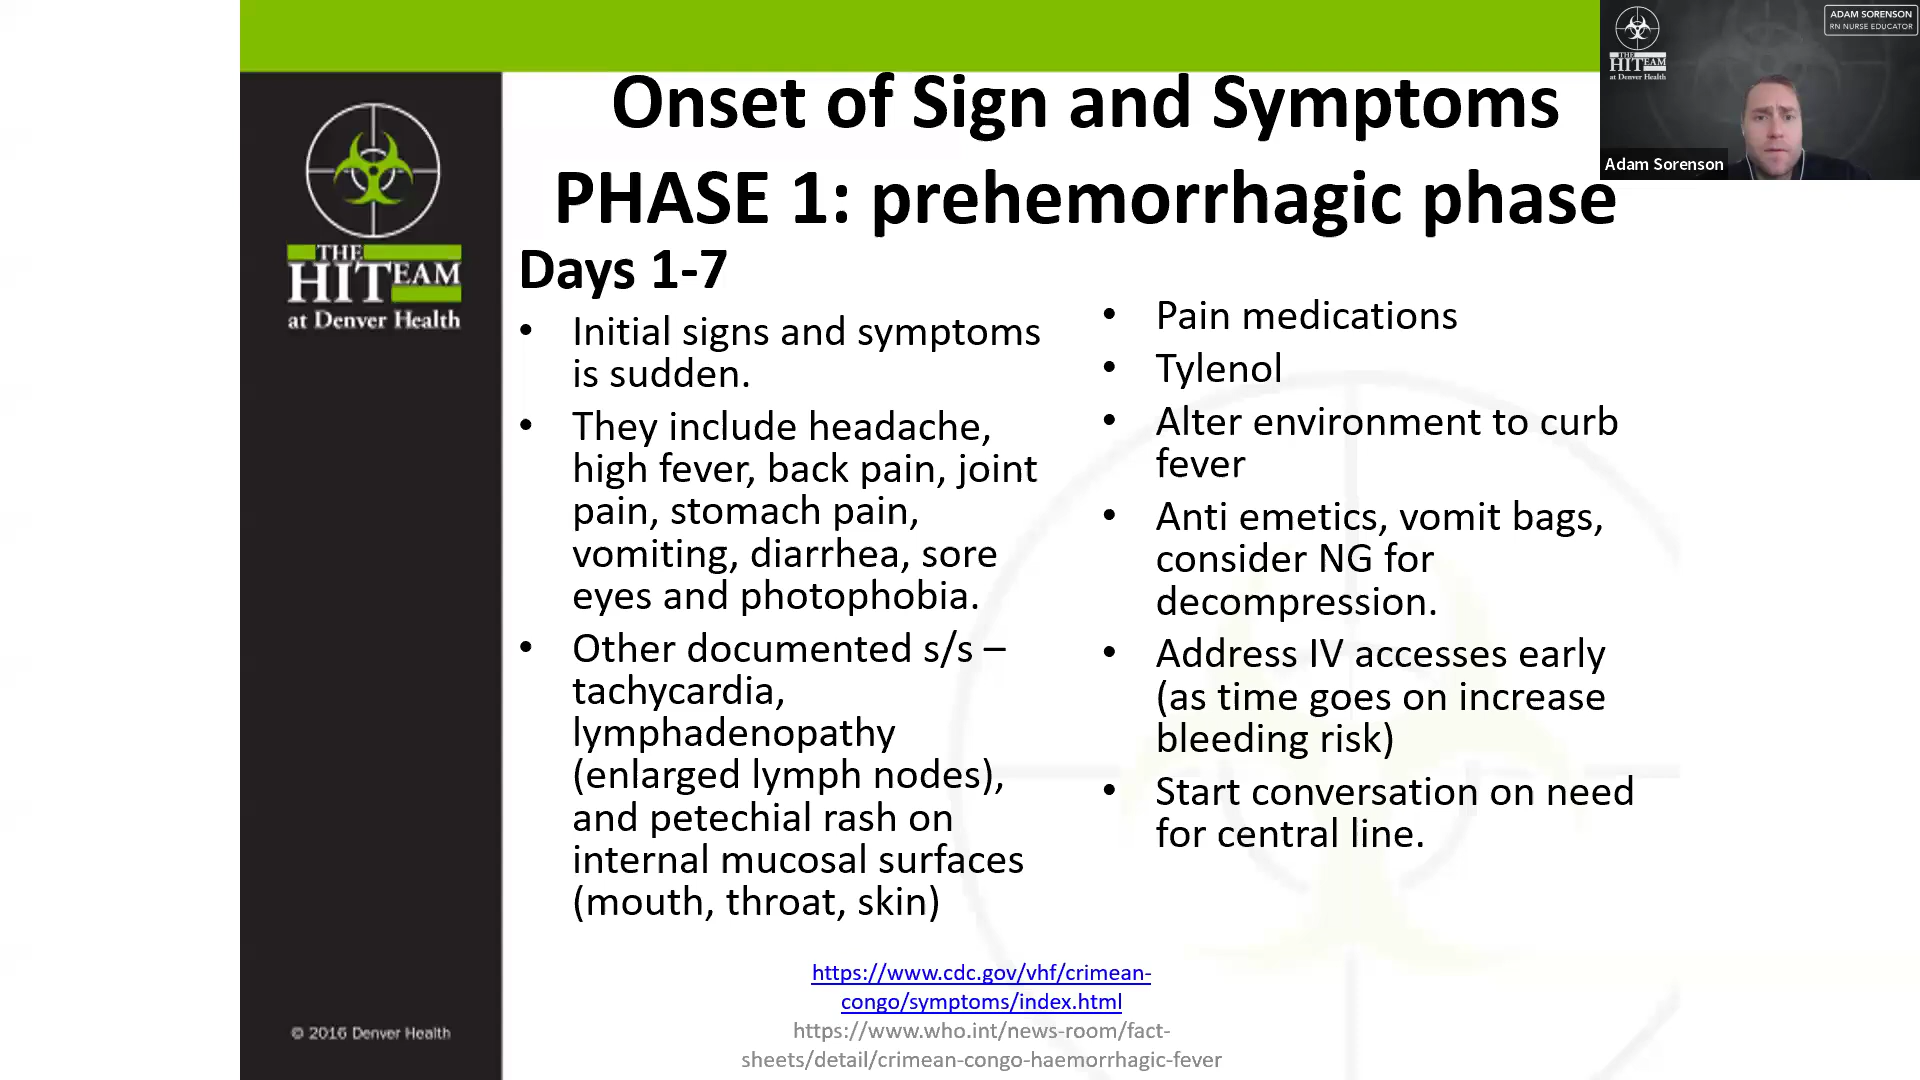 Onset of Sign and Symptoms
PHASE 1: prehemorrhagic phase
THE
HITEAM
at Denver Health
Days 1-7
• Initial signs and symptoms
is sudden.
• They include headache,
high fever, back pain, joint
pain, stomach pain,
vomiting, diarrhea, sore
eyes and photophobia.
• Other documented s/s –
tachycardia,
lymphadenopathy
(enlarged lymph nodes),
and petechial rash on
internal mucosal surfaces
(mouth, throat, skin)
• Pain medications
• Tylenol
• Alter environment to curb
fever
• Anti emetics, vomit bags,
consider NG for
decompression.
• Address IV accesses early
(as time goes on increase
bleeding risk)
• Start conversation on need
for central line.
https://www.cdc.gov/vhf/crimean-
congo/symptoms/index.html
https://www.who.int/news-room/fact-
sheets/detail/crimean-congo-haemorrhagic-fever
© 2016 Denver Health
THE
HITEAM
at Denver Health
ADAM SORENSON
RN NURSE EDUCATOR
Adam Sorenson